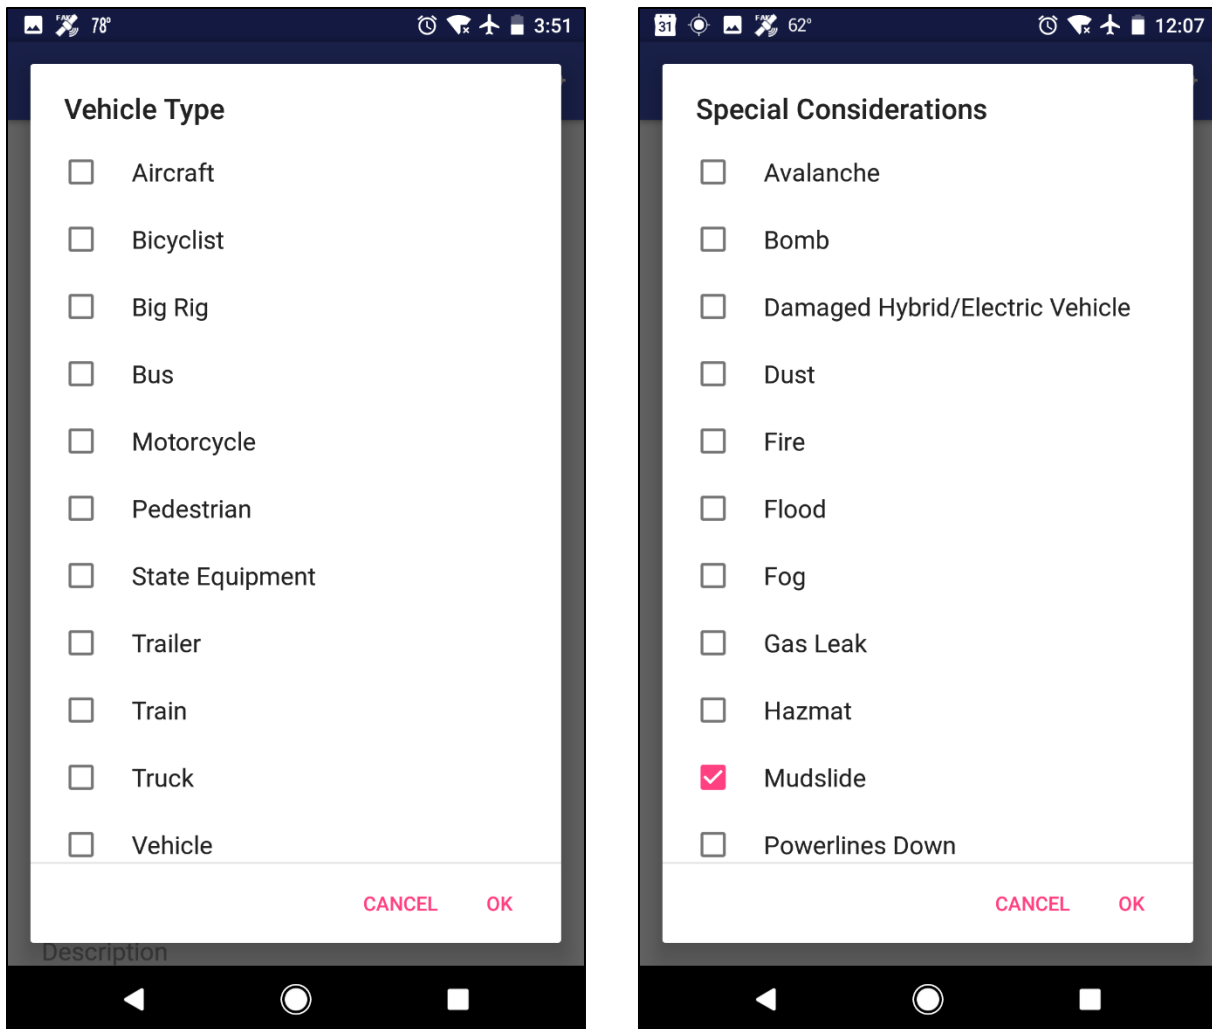 FAKE 78° 3:51
Vehicle Type
Aircraft
Bicyclist
Big Rig
Bus
Motorcycle
Pedestrian
State Equipment
Trailer
Train
Truck
Vehicle
CANCEL OK
Description
31 FAKE 62° 12:07
Special Considerations
Avalanche
Bomb
Damaged Hybrid/Electric Vehicle
Dust
Fire
Flood
Fog
Gas Leak
Hazmat
Mudslide
Powerlines Down
CANCEL OK